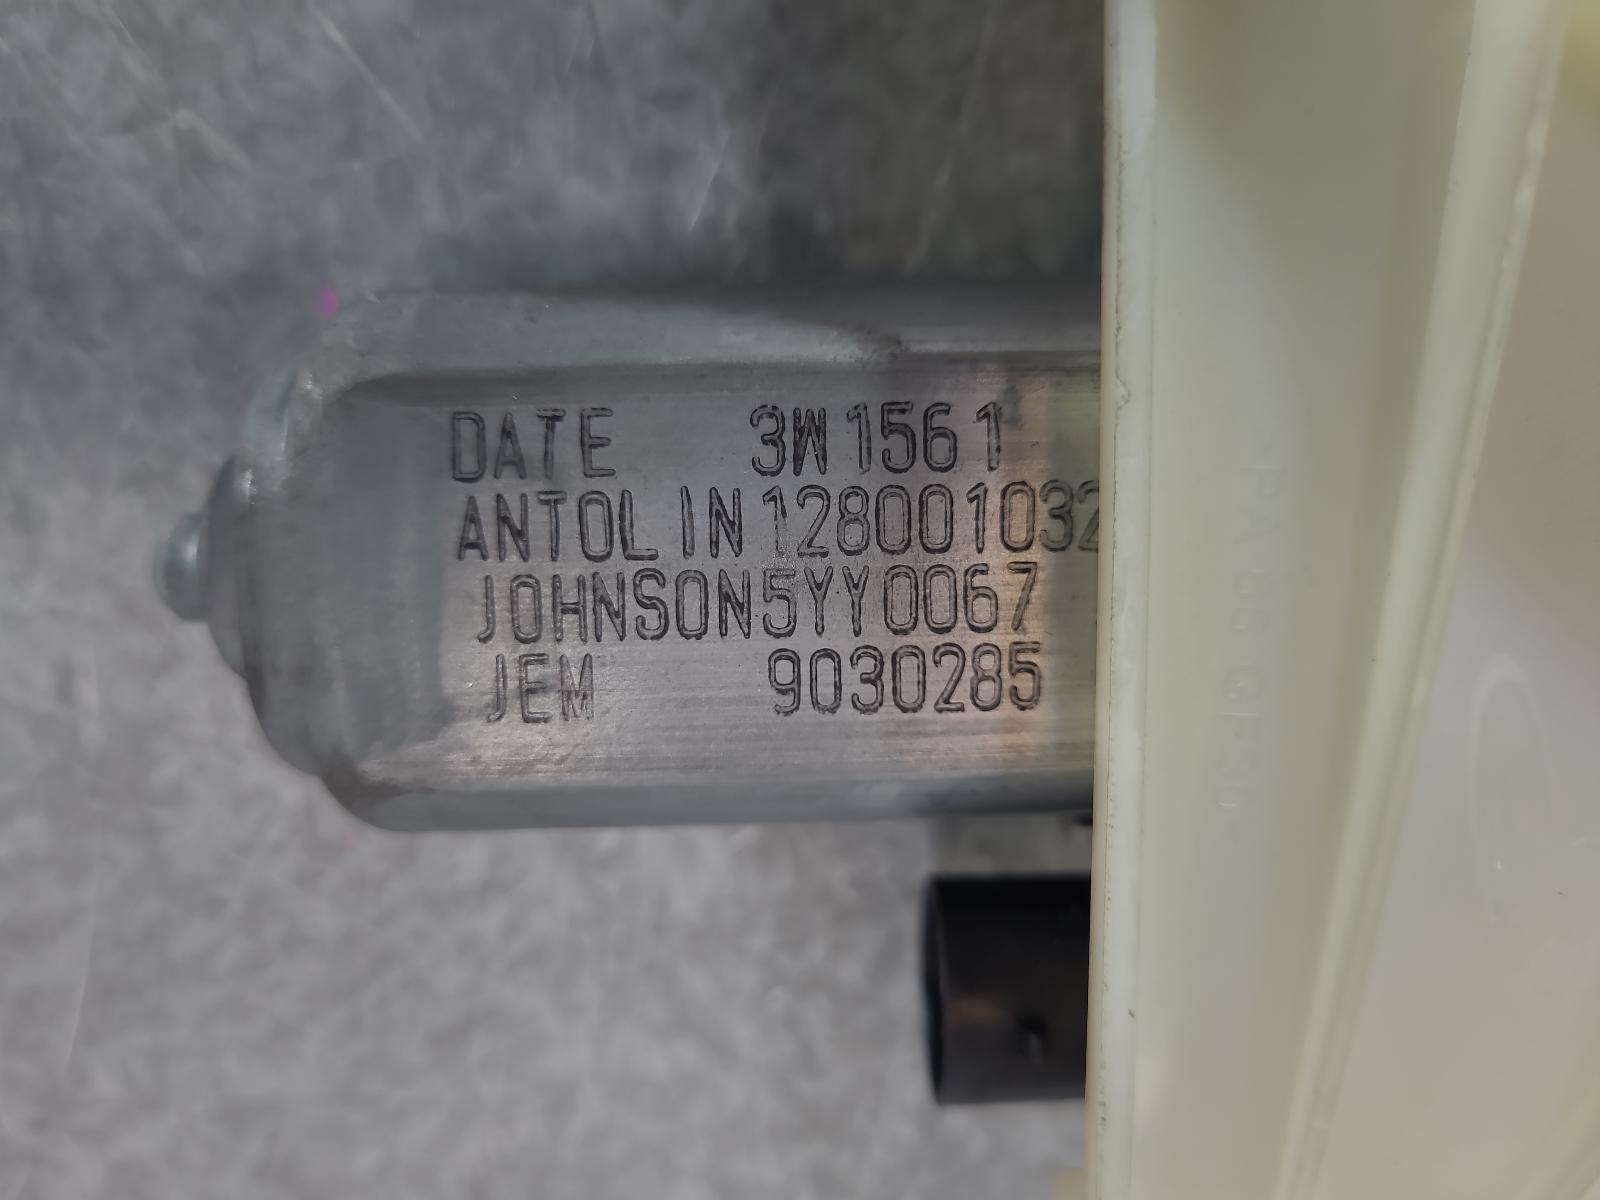 DATE 3W1561
ANTOLIN128001032
JOHNSON5YY0067
JEM 9030285